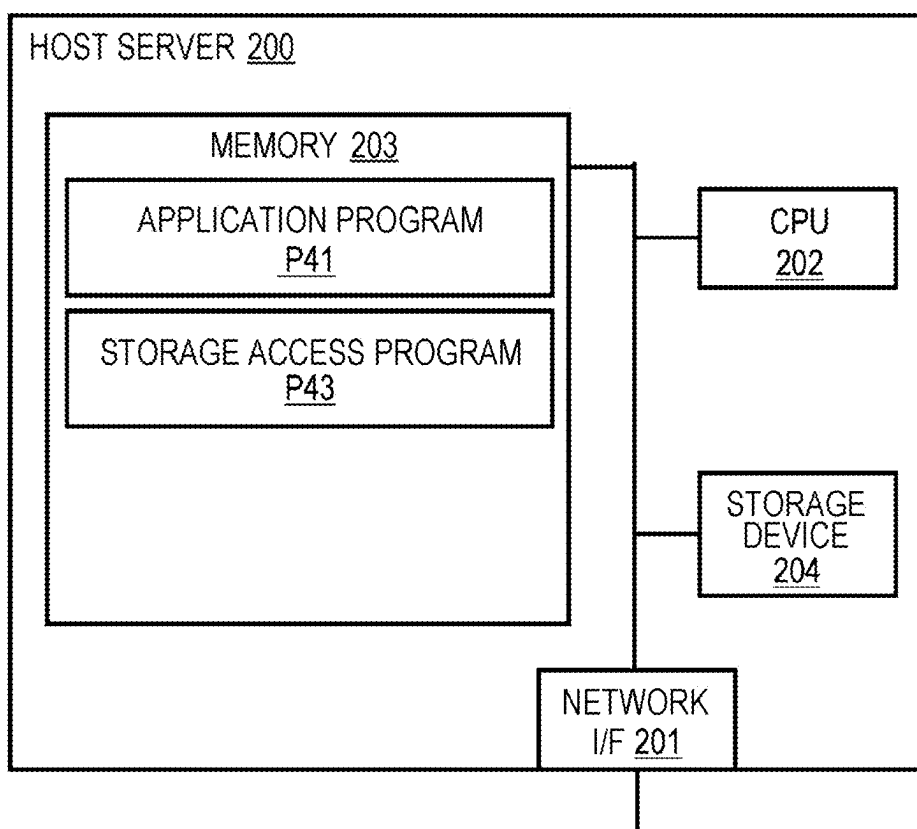 HOST SERVER 200
MEMORY 203
APPLICATION PROGRAM
P41
STORAGE ACCESS PROGRAM
P43
CPU
202
STORAGE
DEVICE
204
NETWORK
I/F 201